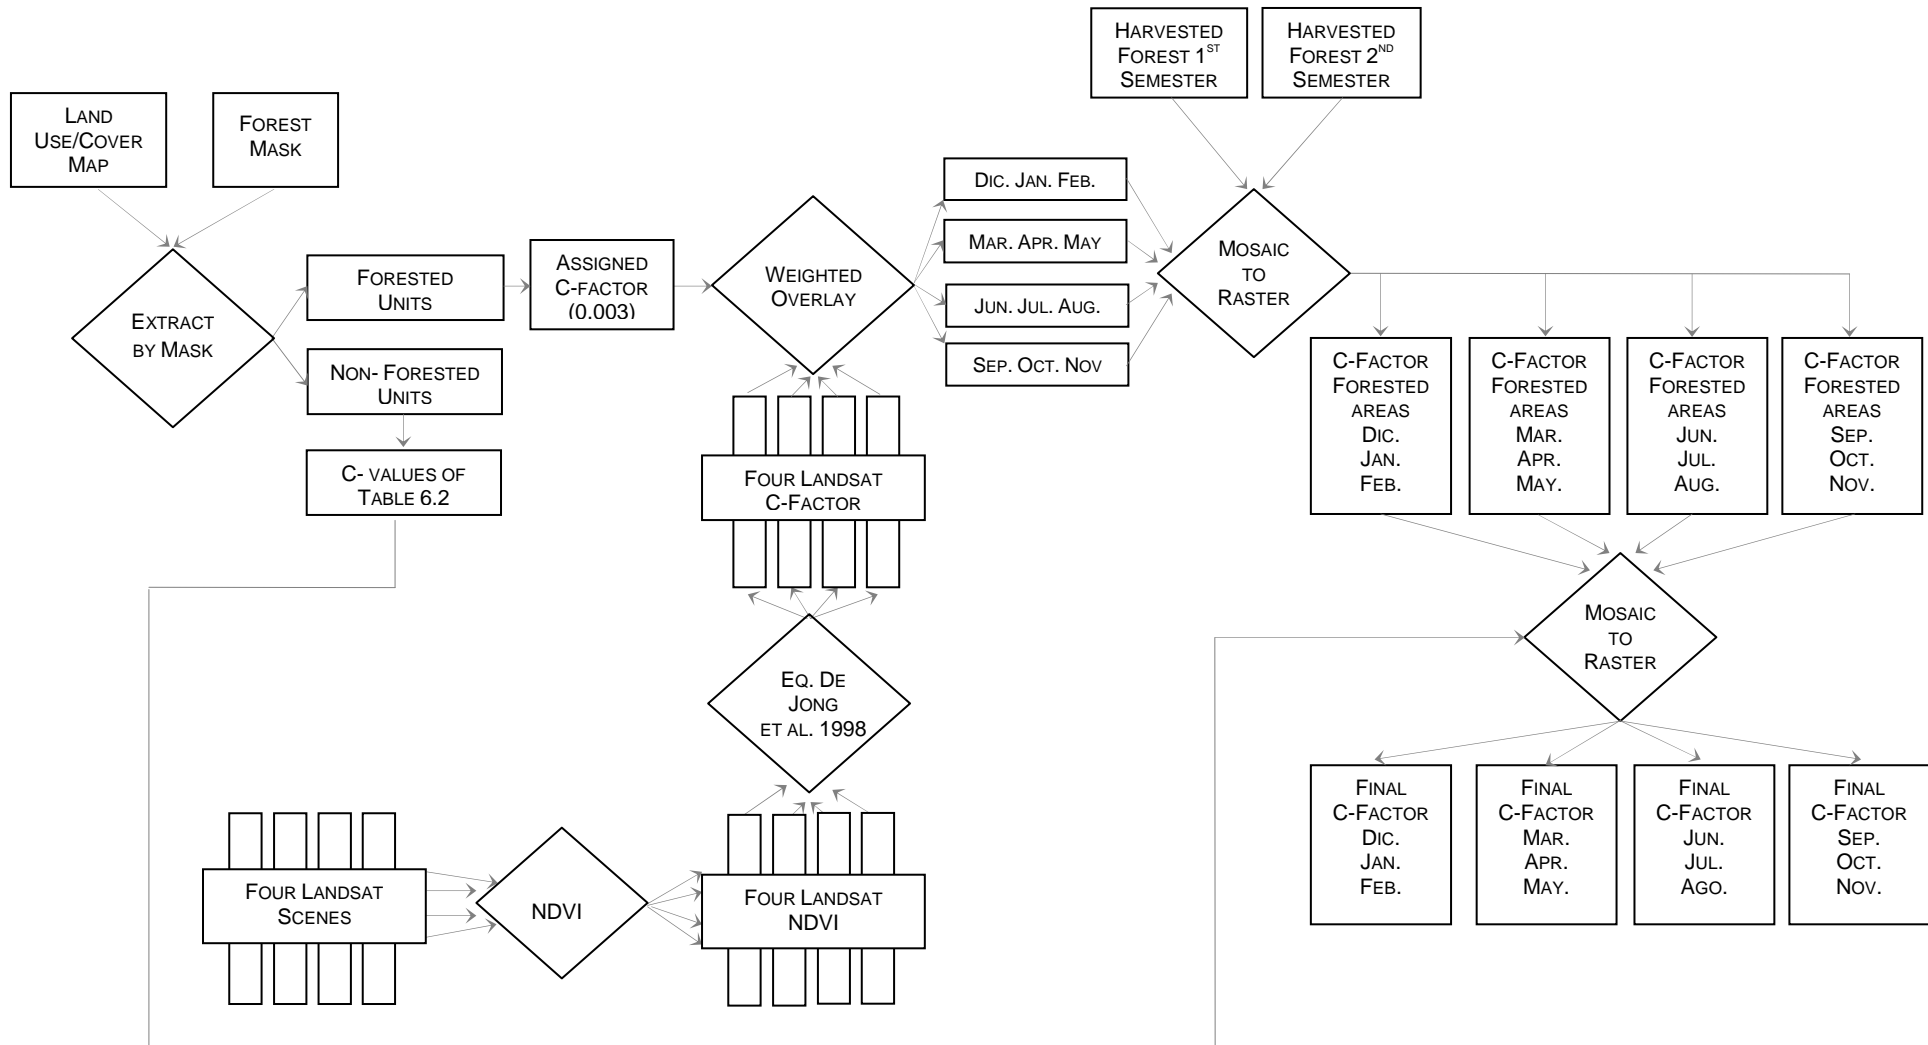 HARVESTED
FOREST 1ST
SEMESTER
HARVESTED
FOREST 2ND
SEMESTER
LAND
USE/COVER
MAP
FOREST
MASK
DIC. JAN. FEB.
MAR. APR. MAY
JUN. JUL. AUG.
SEP. OCT. NOV
FORESTED
UNITS
ASSIGNED
C-FACTOR
(0.003)
WEIGHTED
OVERLAY
MOSAIC
TO
RASTER
EXTRACT
BY MASK
NON- FORESTED
UNITS
C- VALUES OF
TABLE 6.2
FOUR LANDSAT
C-FACTOR
C-FACTOR
FORESTED
AREAS
DIC.
JAN.
FEB.
C-FACTOR
FORESTED
AREAS
MAR.
APR.
MAY.
C-FACTOR
FORESTED
AREAS
JUN.
JUL.
AUG.
C-FACTOR
FORESTED
AREAS
SEP.
OCT.
NOV.
MOSAIC
TO
RASTER
EQ. DE
JONG
ET AL. 1998
FOUR LANDSAT
SCENES
NDVI
FOUR LANDSAT
NDVI
FINAL
C-FACTOR
DIC.
JAN.
FEB.
FINAL
C-FACTOR
MAR.
APR.
MAY.
FINAL
C-FACTOR
JUN.
JUL.
AGO.
FINAL
C-FACTOR
SEP.
OCT.
NOV.